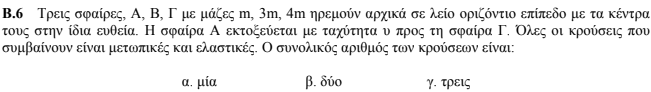 Β.6 Τρεις σφαίρες, Α, Β, Γ με μάζες m, 3m, 4m ηρεμούν αρχικά σε λείο οριζόντιο επίπεδο με τα κέντρα
τους στην ίδια ευθεία. Η σφαίρα Α εκτοξεύεται με ταχύτητα υ προς τη σφαίρα Γ. Όλες οι κρούσεις που
συμβαίνουν είναι μετωπικές και ελαστικές. Ο συνολικός αριθμός των κρούσεων είναι:
α. μία β. δύο γ. τρεις